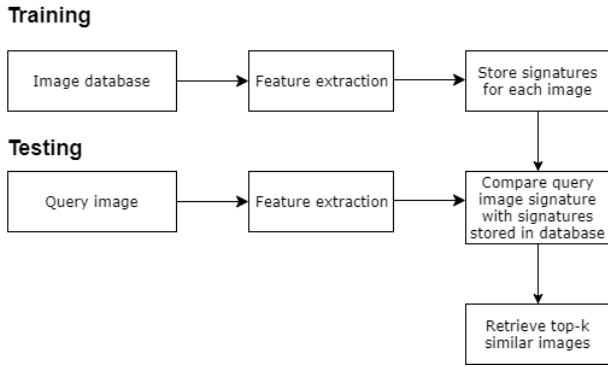 Training
Image database
Feature extraction
Store signatures
for each image
Testing
Query image
Feature extraction
Compare query
image signature
with signatures
stored in database
Retrieve top-k
similar images